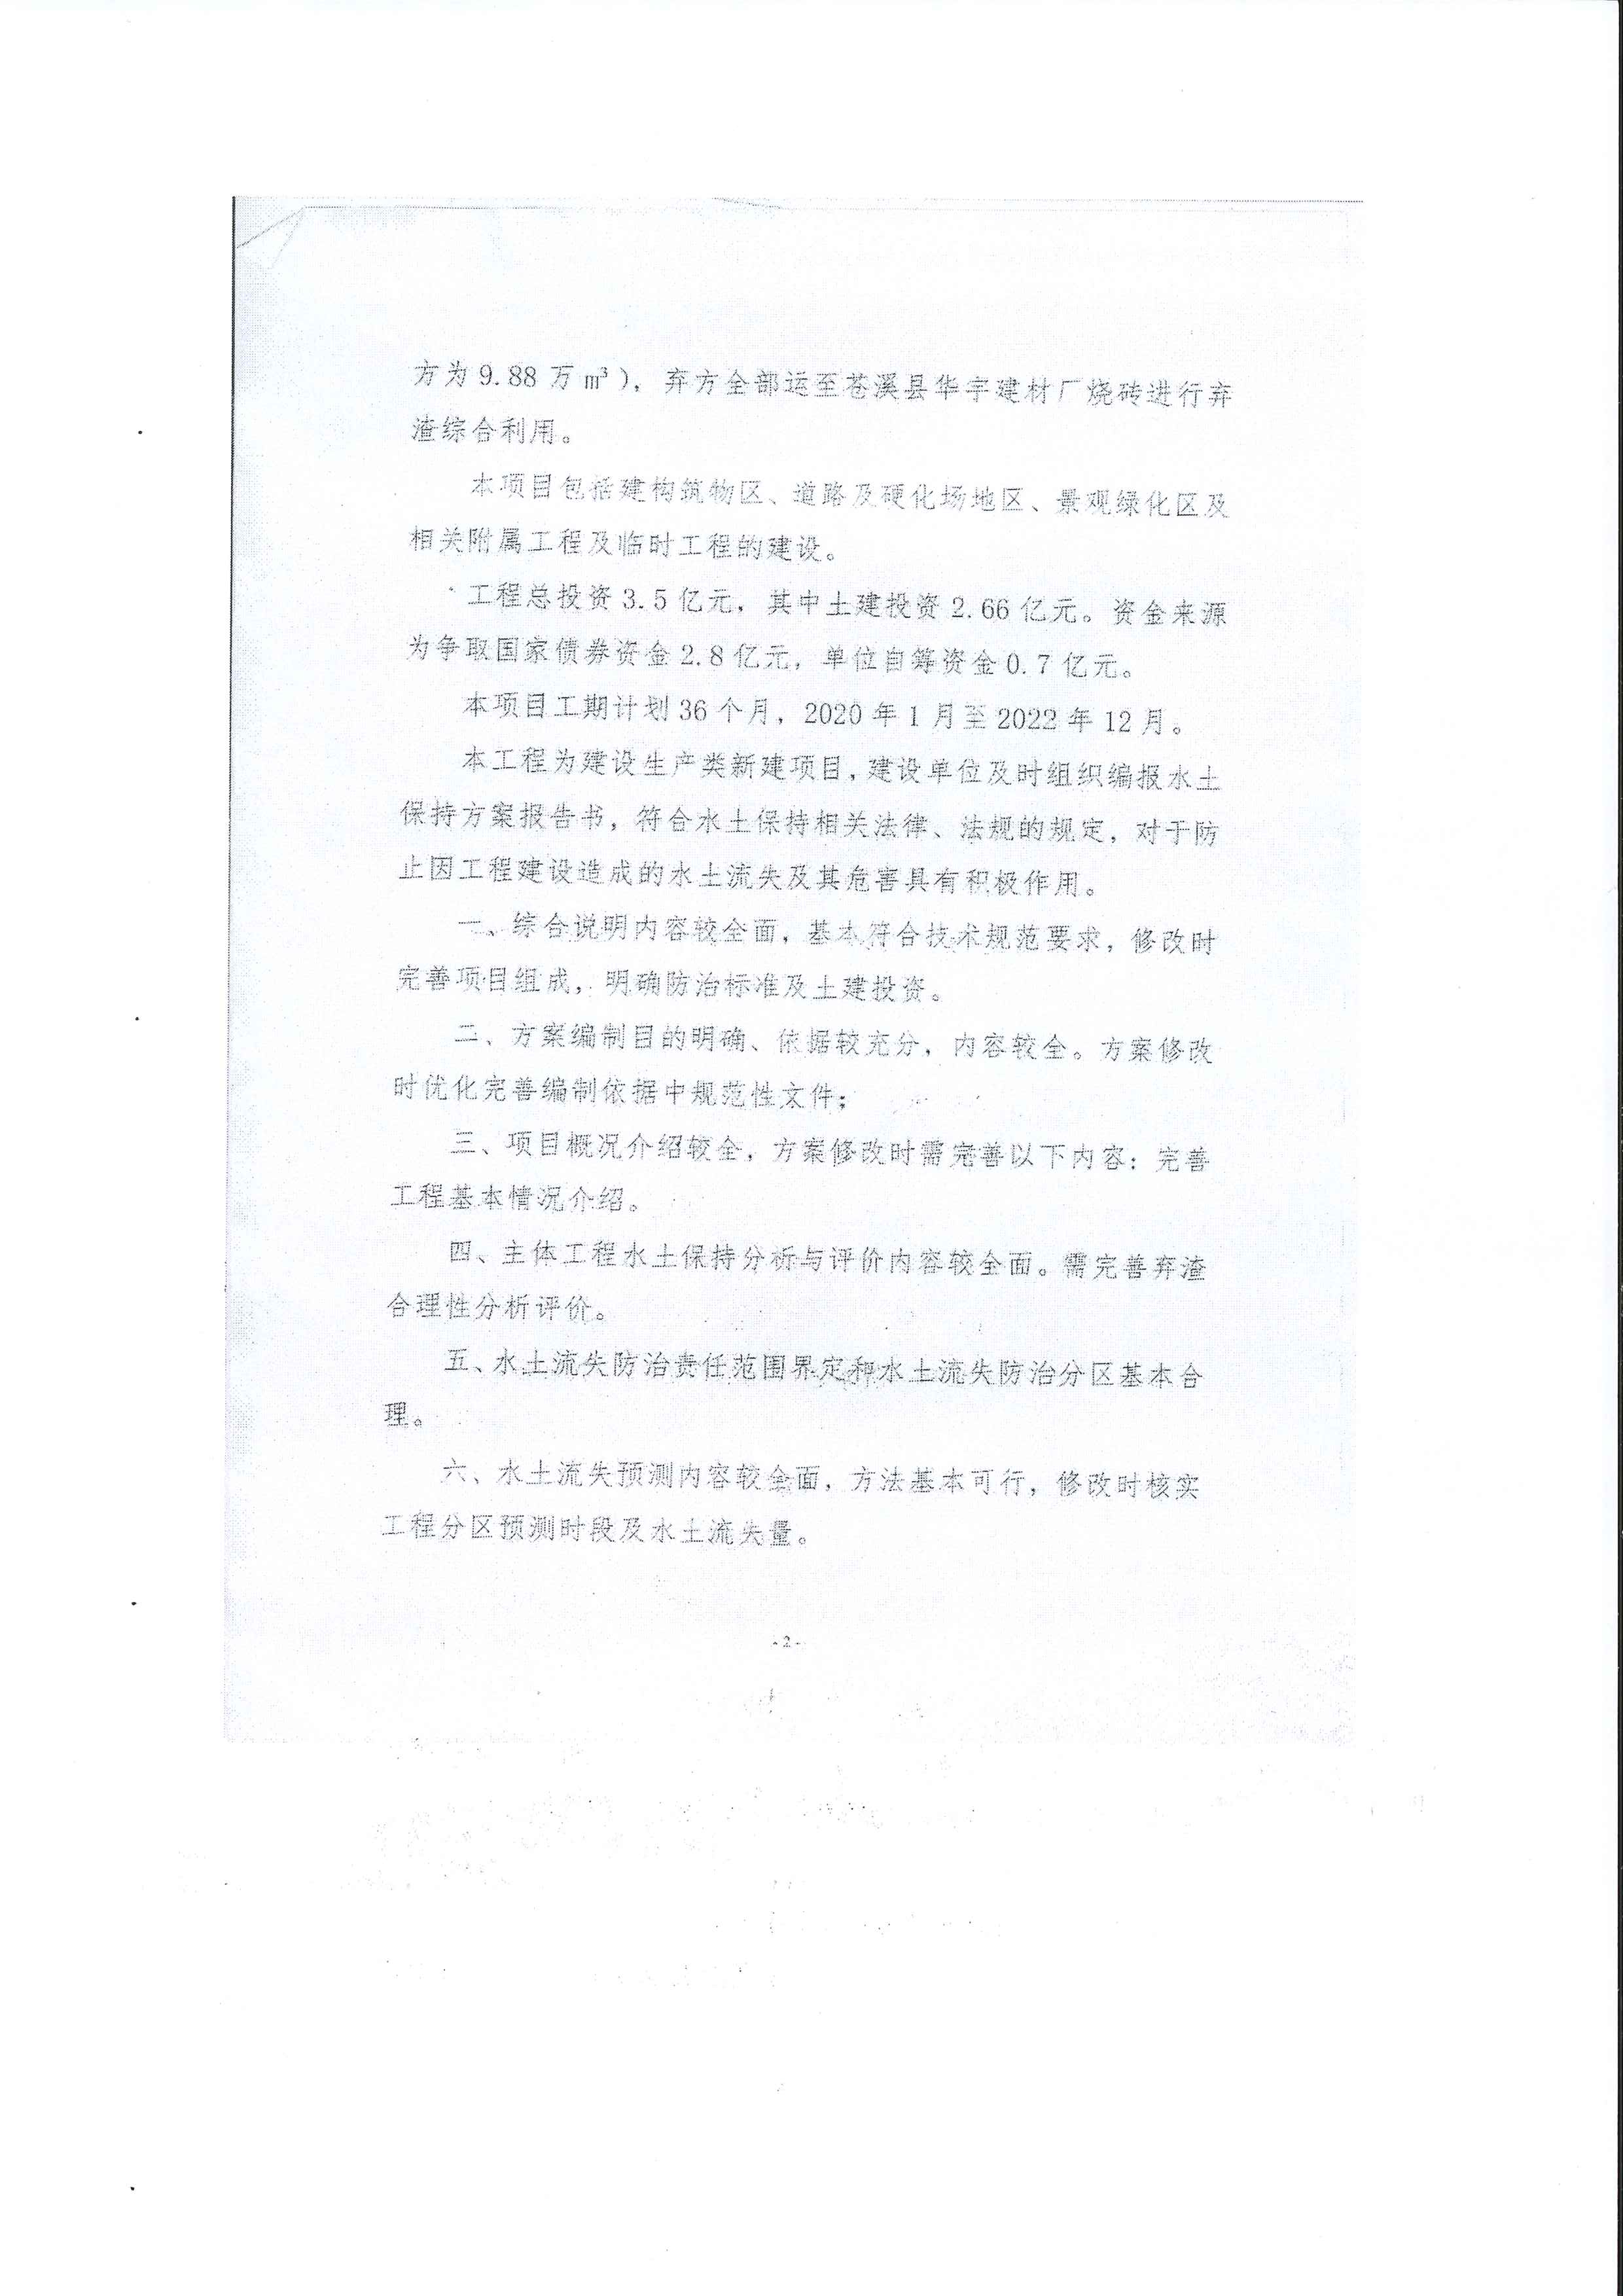 方为 9.88 万 m³），弃方全部运至苍溪县华宇建材厂烧砖进行弃
渣综合利用。
本项目包括建构筑物区、道路及硬化场地区、景观绿化区及
相关附属工程及临时工程的建设。
工程总投资 3.5 亿元，其中土建投资 2.66 亿元。资金来源
为争取国家债券资金 2.8 亿元，单位自筹资金 0.7 亿元。
本项目工期计划 36 个月，2020 年 1 月至 2022 年 12 月。
本工程为建设生产类新建项目，建设单位及时组织编报水土
保持方案报告书，符合水土保持相关法律、法规的规定，对于防
止因工程建设造成的水土流失及其危害具有积极作用。
一、综合说明内容较全面，基本符合技术规范要求，修改时
完善项目组成，明确防治标准及土建投资。
二、方案编制目的明确、依据较充分，内容较全。方案修改
时优化完善编制依据中规范性文件；
三、项目概况介绍较全，方案修改时需完善以下内容：完善
工程基本情况介绍。
四、主体工程水土保持分析与评价内容较全面。需完善弃渣
合理性分析评价。
五、水土流失防治责任范围界定和水土流失防治分区基本合
理。
六、水土流失预测内容较全面，方法基本可行，修改时核实
工程分区预测时段及水土流失量。
- 2 -